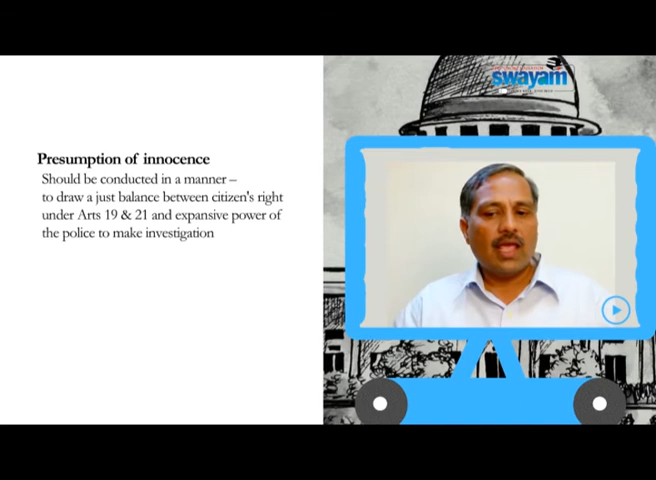 Presumption of innocence
Should be conducted in a manner –
to draw a just balance between citizen's right
under Arts 19 & 21 and expansive power of
the police to make investigation
swayam